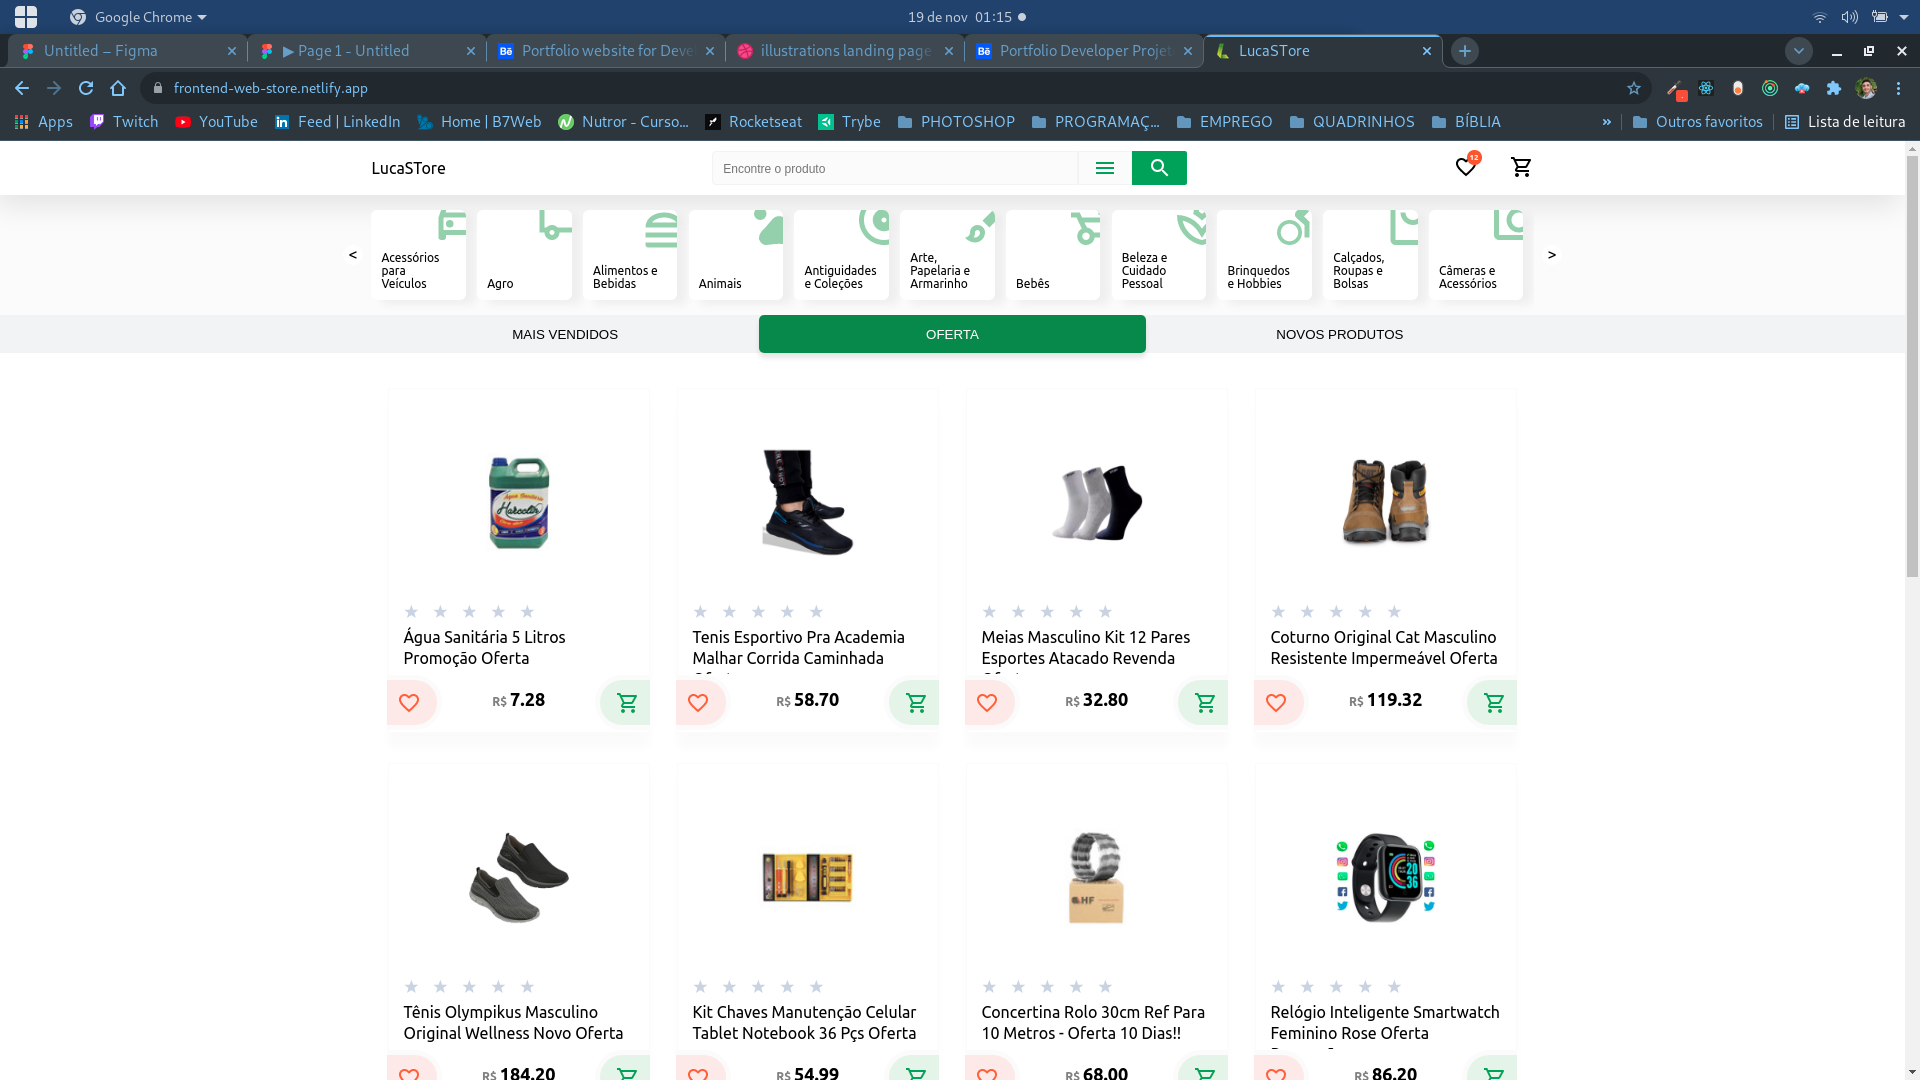 Google Chrome
19 de nov 01:15
Untitled – Figma
▶ Page 1 - Untitled
Portfolio website for Deve
illustrations landing page
Portfolio Developer Projet
LucaSTore
frontend-web-store.netlify.app
Apps
Twitch
YouTube
Feed | LinkedIn
Home | B7Web
Nutror - Curso...
Rocketseat
Trybe
PHOTOSHOP
PROGRAMAÇ...
EMPREGO
QUADRINHOS
BÍBLIA
»
Outros favoritos
Lista de leitura
LucaSTore
Encontre o produto
12
<
Acessórios
para
Veículos
Agro
Alimentos e
Bebidas
Animais
Antiguidades
e Coleções
Arte,
Papelaria e
Armarinho
Bebês
Beleza e
Cuidado
Pessoal
Brinquedos
e Hobbies
Calçados,
Roupas e
Bolsas
Câmeras e
Acessórios
>
MAIS VENDIDOS
OFERTA
NOVOS PRODUTOS
Água Sanitária 5 Litros
Promoção Oferta
R$ 7.28
Tenis Esportivo Pra Academia
Malhar Corrida Caminhada
R$ 58.70
Meias Masculino Kit 12 Pares
Esportes Atacado Revenda
R$ 32.80
Coturno Original Cat Masculino
Resistente Impermeável Oferta
R$ 119.32
Tênis Olympikus Masculino
Original Wellness Novo Oferta
R$ 184.20
Kit Chaves Manutenção Celular
Tablet Notebook 36 Pçs Oferta
R$ 54.99
HF
Concertina Rolo 30cm Ref Para
10 Metros - Oferta 10 Dias!!
R$ 68.00
20
36
Relógio Inteligente Smartwatch
Feminino Rose Oferta
R$ 86.20